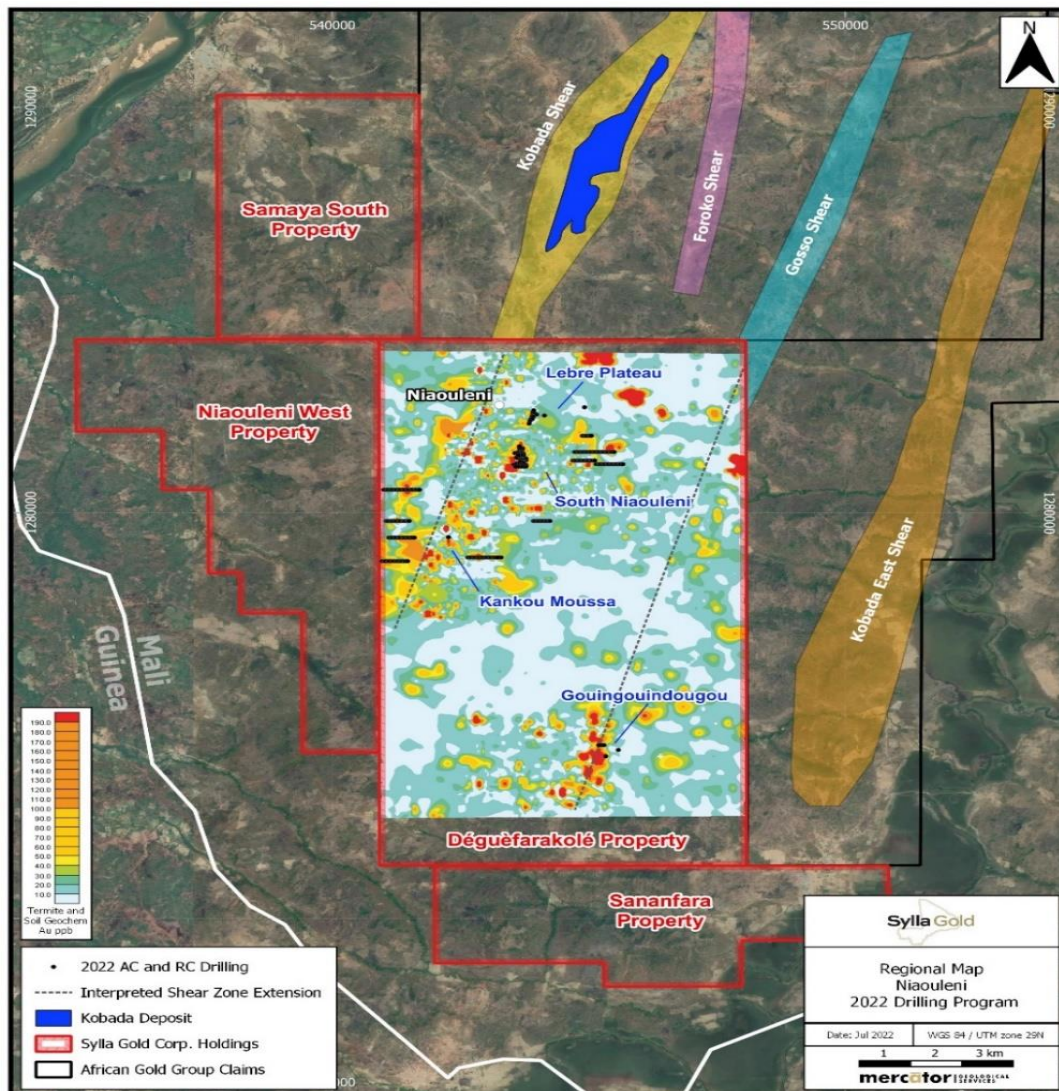 540000
550000
N
1290000
1290000
Kobada Shear
Foroko Shear
Gosso Shear
Kobada East Shear
Samaya South
Property
Niaouleni West
Property
Niaouleni
Lebre Plateau
South Niaouleni
Kankou Moussa
1280000
1280000
Mali
Guinea
Gouingouindougou
Déguèfarakolé Property
Sananfara
Property
190.0
180.0
170.0
160.0
150.0
140.0
130.0
120.0
110.0
100.0
90.0
80.0
70.0
60.0
50.0
40.0
30.0
20.0
10.0
Termite and
Soil Geochem
Au ppb
2022 AC and RC Drilling
Interpreted Shear Zone Extension
Kobada Deposit
Sylla Gold Corp. Holdings
African Gold Group Claims
Sylla Gold
Regional Map
Niaouleni
2022 Drilling Program
Date: Jul 2022
WGS 84 / UTM zone 29N
1 2 3 km
mercator GEOLOGICAL
SERVICES